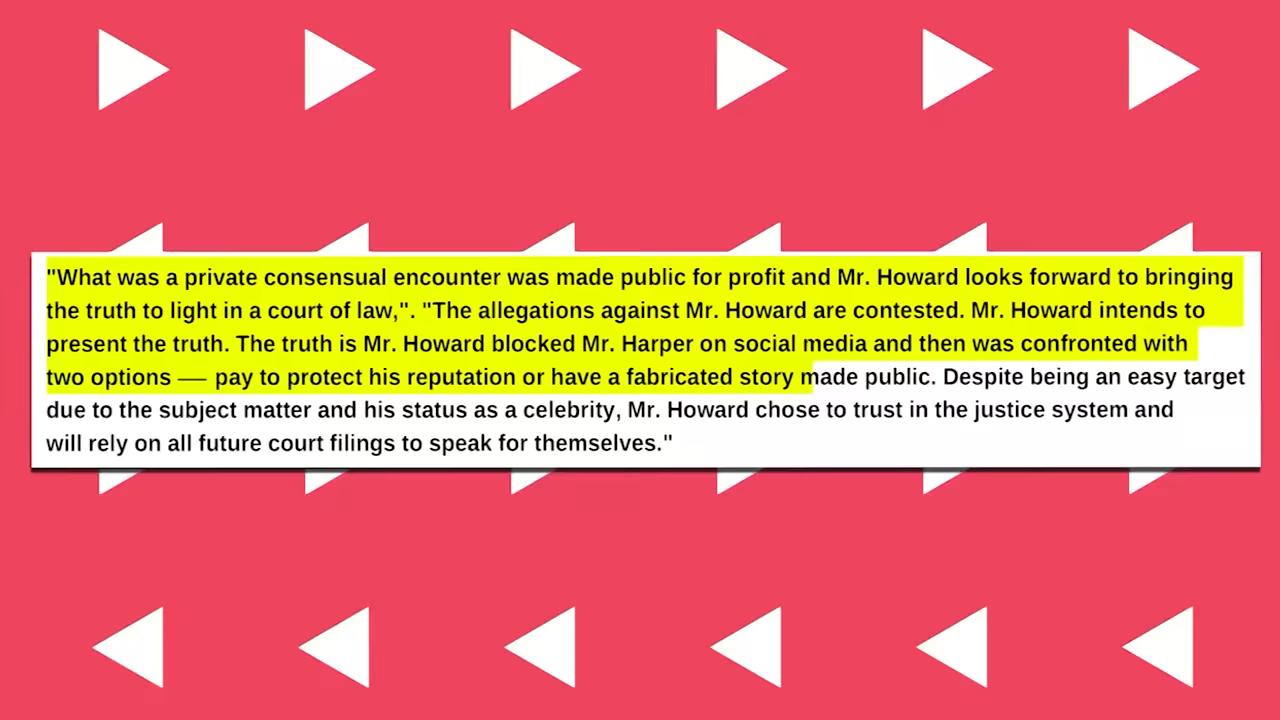 "What was a private consensual encounter was made public for profit and Mr. Howard looks forward to bringing
the truth to light in a court of law,". "The allegations against Mr. Howard are contested. Mr. Howard intends to
present the truth. The truth is Mr. Howard blocked Mr. Harper on social media and then was confronted with
two options — pay to protect his reputation or have a fabricated story made public. Despite being an easy target
due to the subject matter and his status as a celebrity, Mr. Howard chose to trust in the justice system and
will rely on all future court filings to speak for themselves."